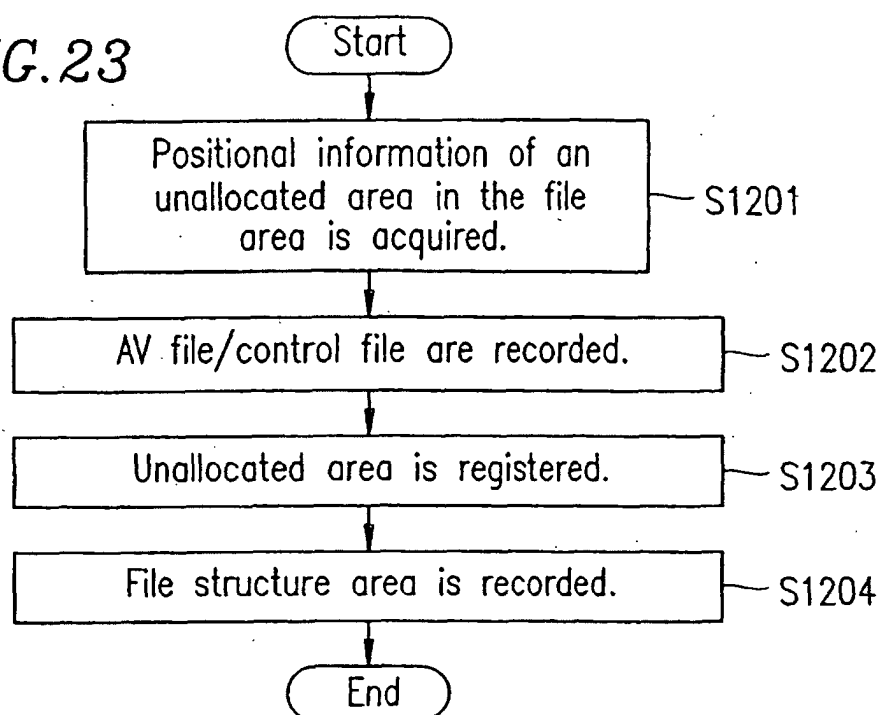 G.23
Start
Positional information of an
unallocated area in the file
area is acquired.
S1201
AV file/control file are recorded.
S1202
Unallocated area is registered.
S1203
File structure area is recorded.
S1204
End